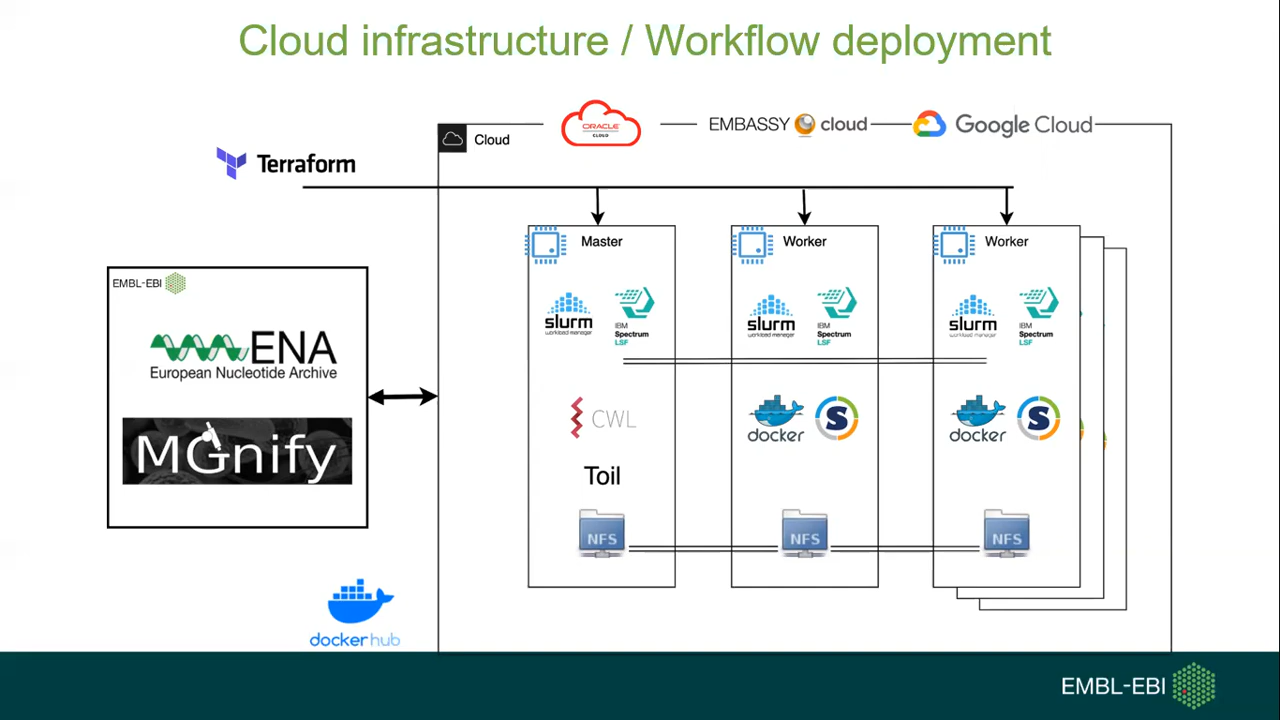 Cloud infrastructure / Workflow deployment
Terraform
Cloud
ORACLE
CLOUD
EMBASSY cloud
Google Cloud
Master
Worker
Worker
slurm
workload manager
IBM
Spectrum
LSF
slurm
workload manager
IBM
Spectrum
LSF
slurm
workload manager
IBM
Spectrum
LSF
EMBL-EBI
ENA
European Nucleotide Archive
MGnify
CWL
docker
S
docker
S
Toil
NFS
NFS
NFS
dockerhub
EMBL-EBI